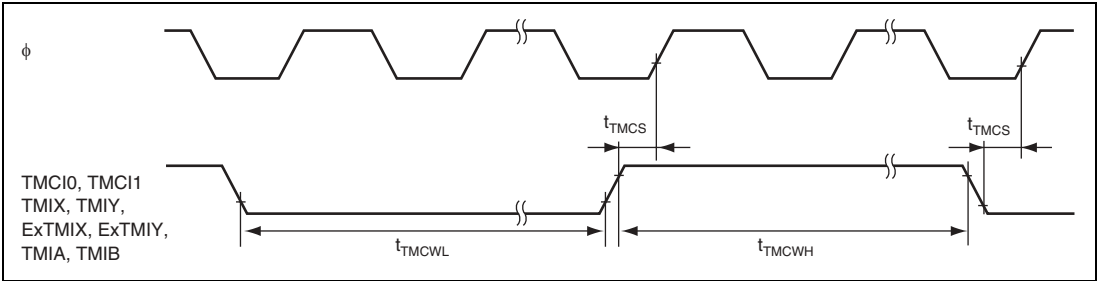 ϕ
tTMCS
tTMCS
TMCI0, TMCI1
TMIX, TMIY,
ExTMIX, ExTMIY,
TMIA, TMIB
tTMCWL
tTMCWH